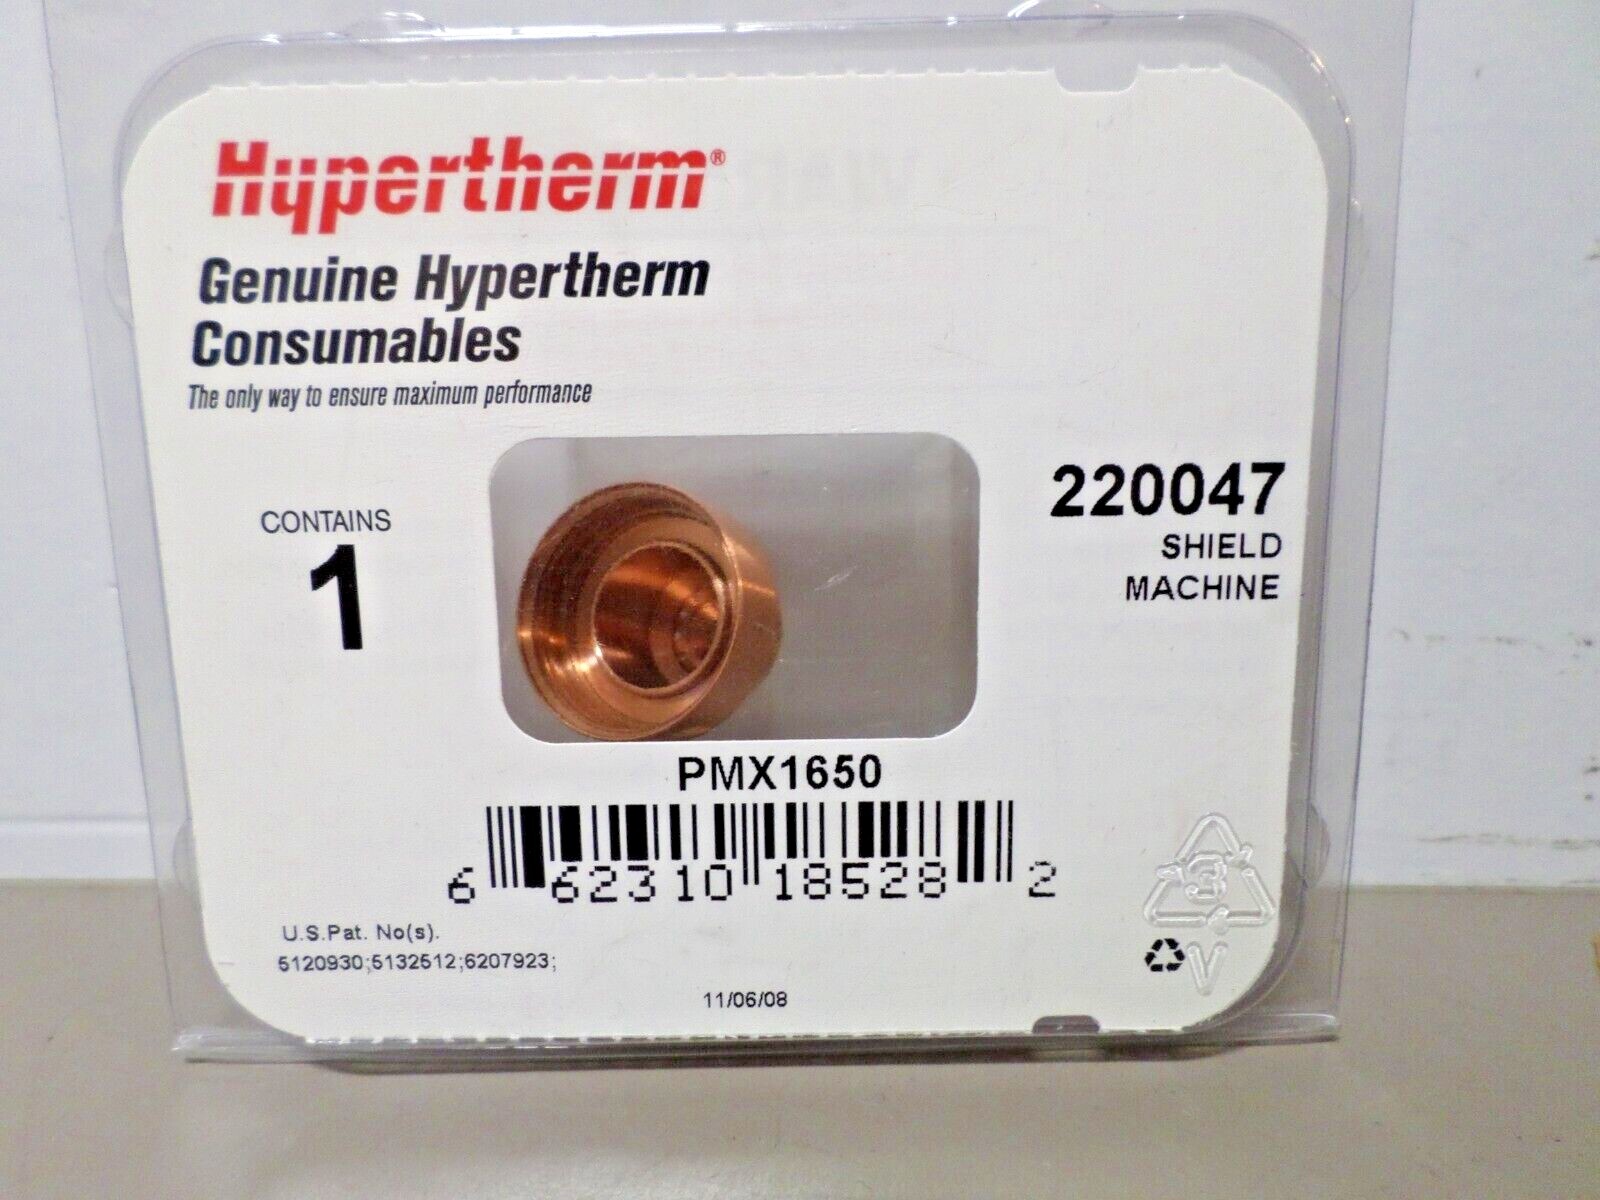 Hypertherm®
Genuine Hypertherm
Consumables
The only way to ensure maximum performance
CONTAINS
1
220047
SHIELD
MACHINE
PMX1650
6 62310 18528 2
U.S.Pat. No(s).
5120930;5132512;6207923;
11/06/08
3
V